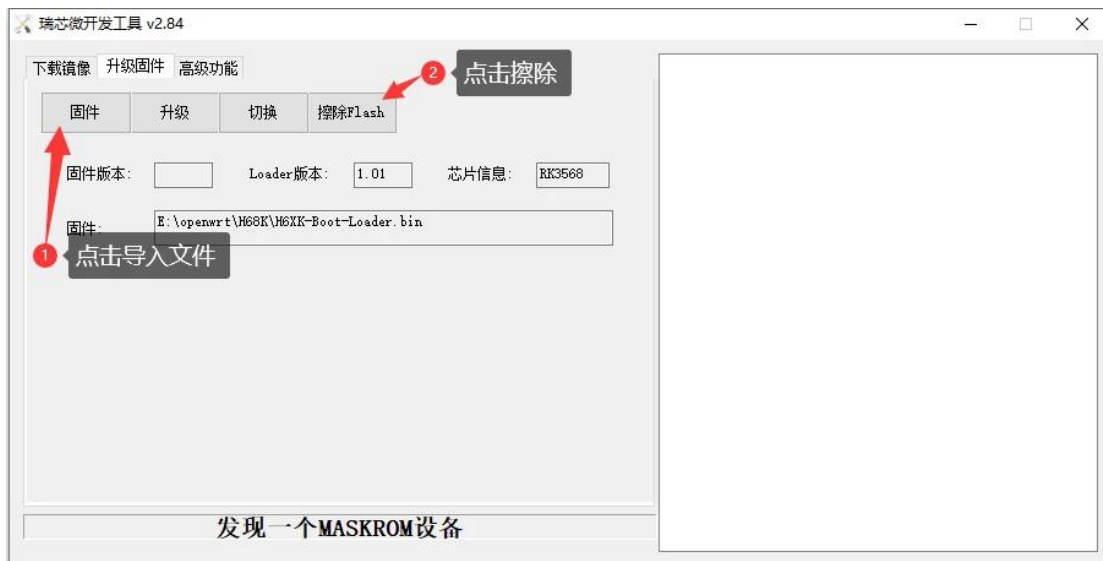 瑞芯微开发工具 v2.84
下载镜像 升级固件 高级功能
2 点击擦除
固件 升级 切换 擦除Flash
固件版本: Loader版本: 1.01 芯片信息: RK3568
固件: E:\openwrt\H68K\H6XK-Boot-Loader.bin
1 点击导入文件
发现一个MASKROM设备